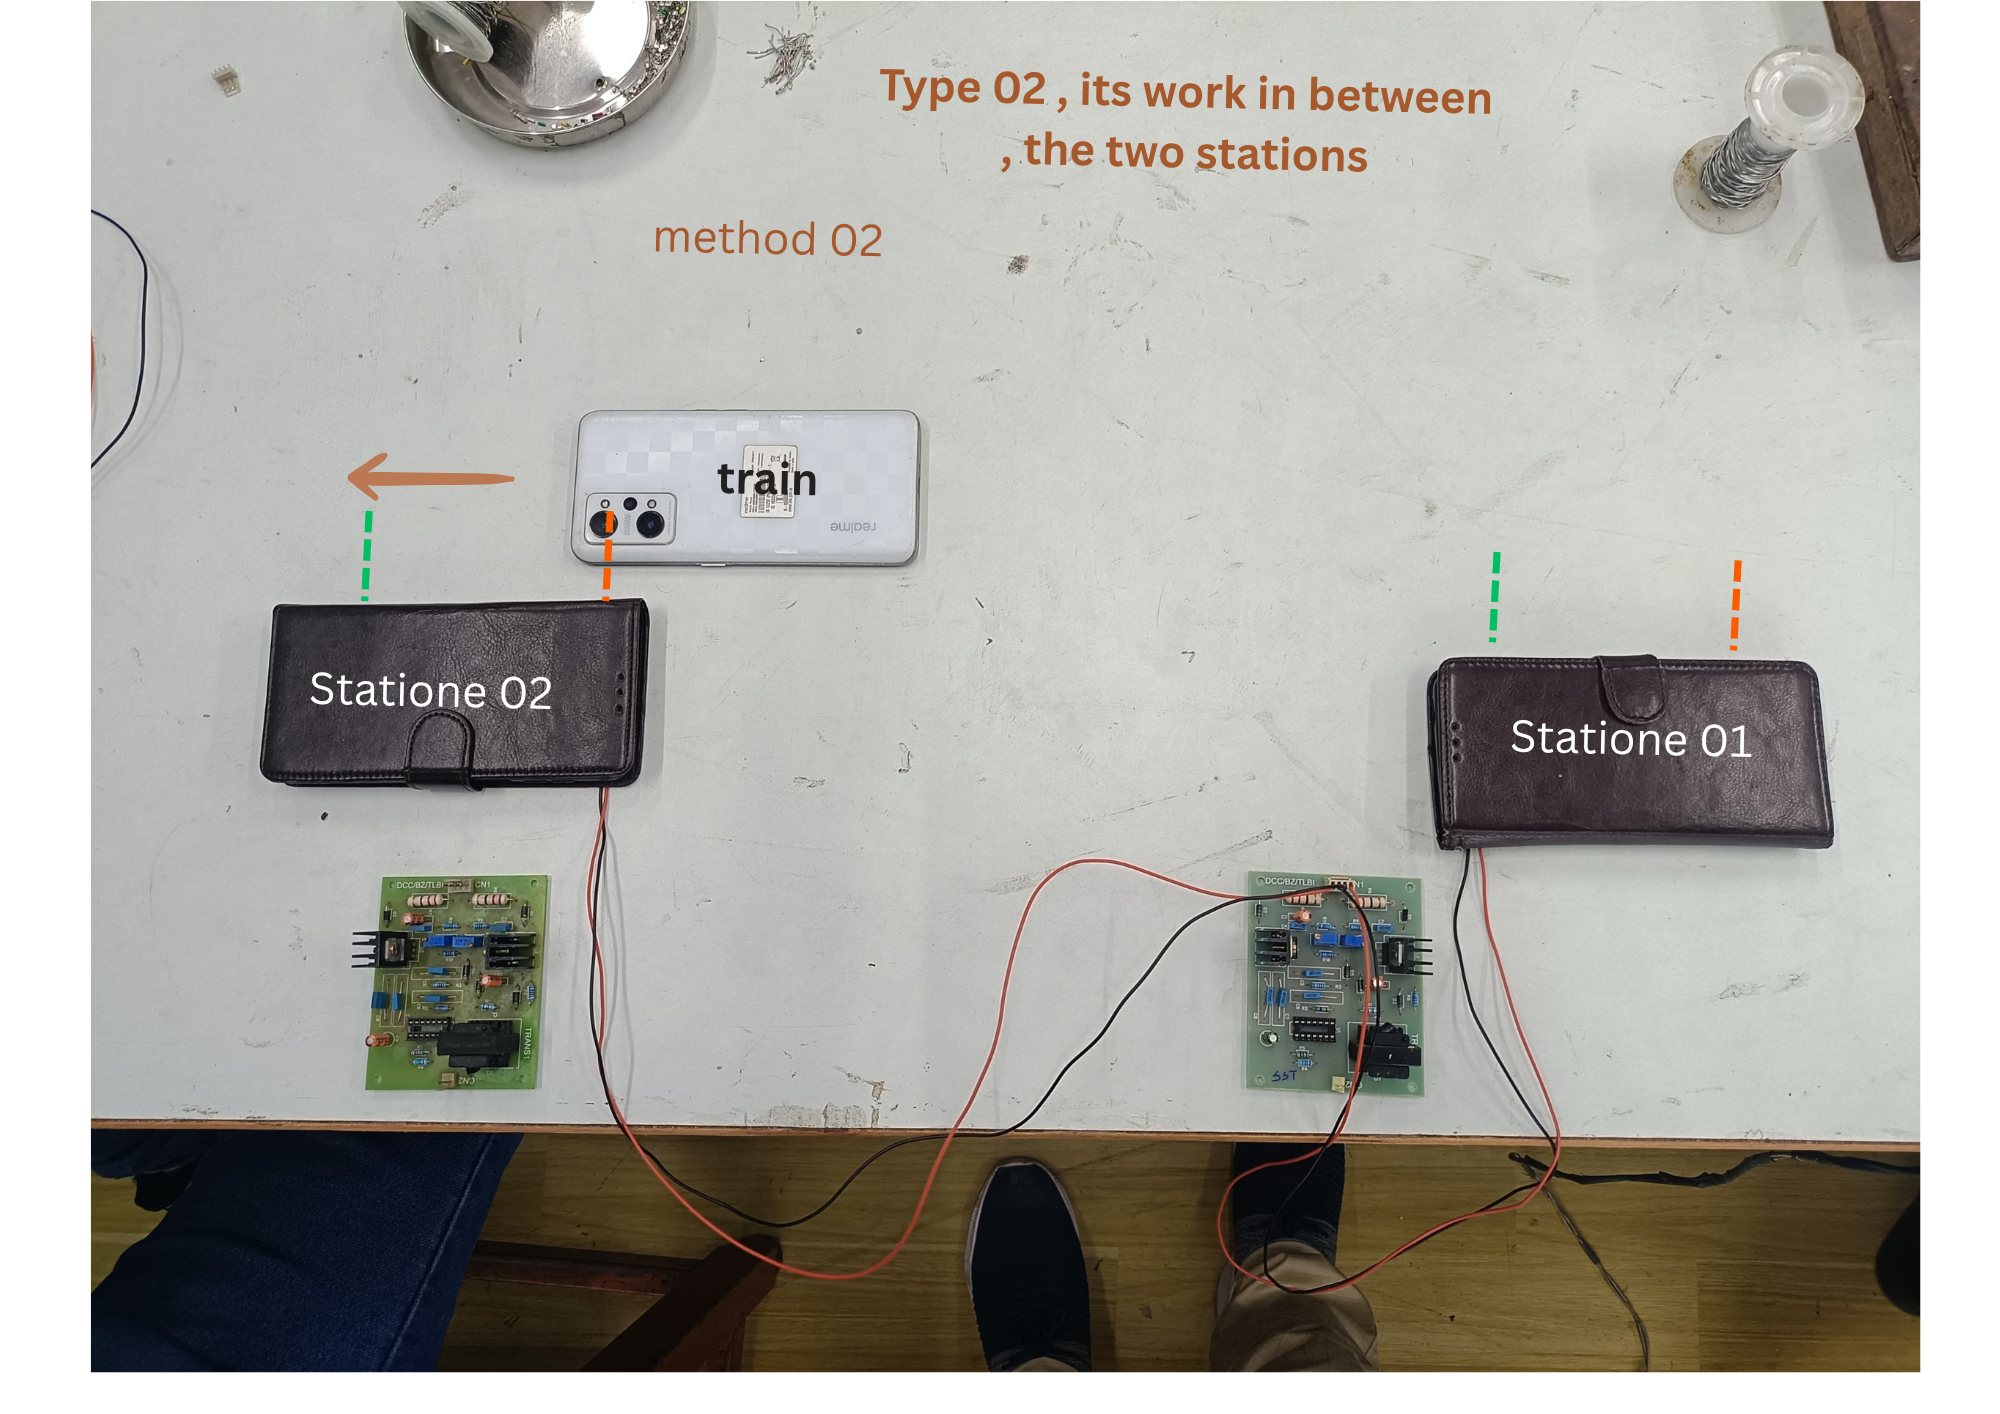 Type 02 , its work in between
, the two stations
method 02
train
realme
Statione 02
Statione 01
DCC/BZ/TLBI
CN1
TRANS1
CN2
DCC/BZ/TLBI
SST